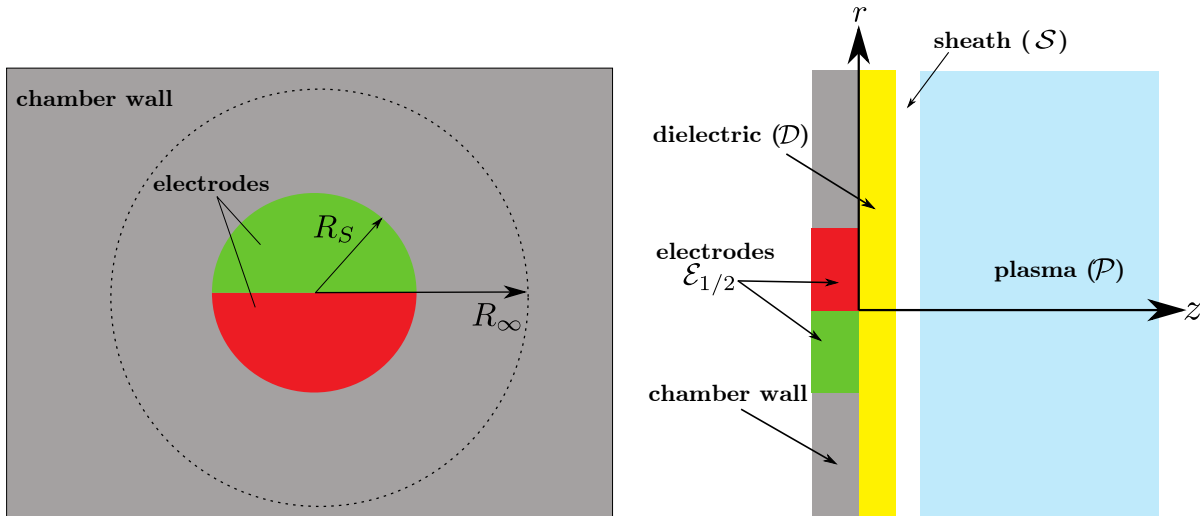 chamber wall
electrodes
R_S
R_∞
r
sheath (𝒮)
dielectric (𝒟)
electrodes
ℰ_{1/2}
plasma (𝒫)
z
chamber wall